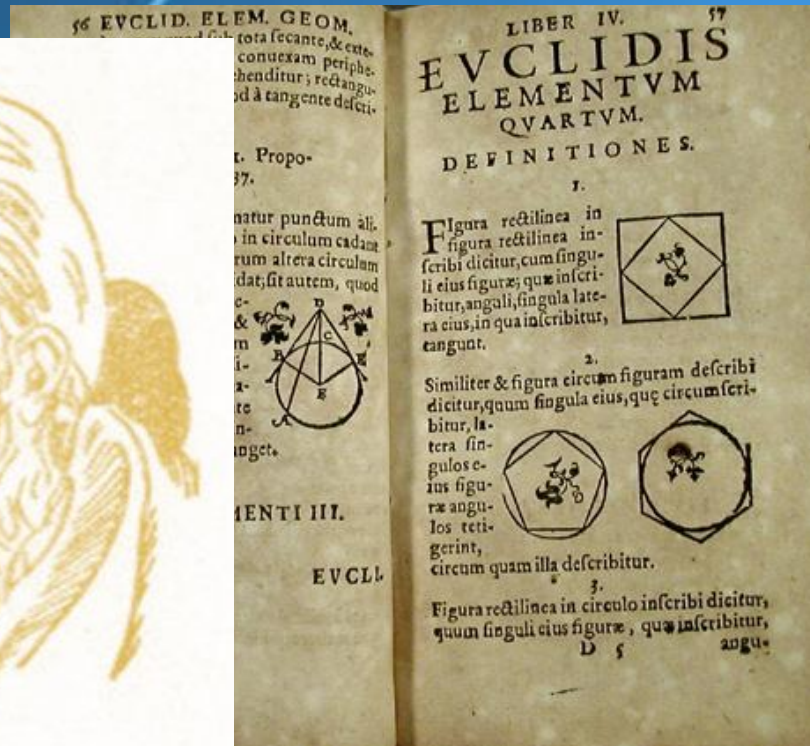 56 EVCLID. ELEM. GEOM.
sub tota secante, & exte-
conuexam periphe-
henditur; rectangu-
od à tangente descri-
Propo-
37.
natur punctum ali-
in circulum cadant
rum altera circulum
dat; sit autem, quod
c-
&
m
i-
a-
te
n-
nget.
D
C
B
F
E
A
MENTI III.
EVCLI-
LIBER IV. 57
EVCLIDIS
ELEMENTVM
QVARTVM.
DEFINITIONES.
1.
FIgura rectilinea in
figura rectilinea in-
scribi dicitur, cum singu-
li eius figuræ; quæ inscri-
bitur, anguli, singula late-
ra eius, in qua inscribitur,
tangunt.
2.
Similiter & figura circum figuram describi
dicitur, quum singula eius, quę circumscri-
bitur, la-
tera sin-
gulos e-
ius figu-
ræ angu-
los teti-
gerint,
circum quam illa describitur.
3.
Figura rectilinea in circulo inscribi dicitur,
quum singuli eius figuræ, quæ inscribitur,
D 5 angu-